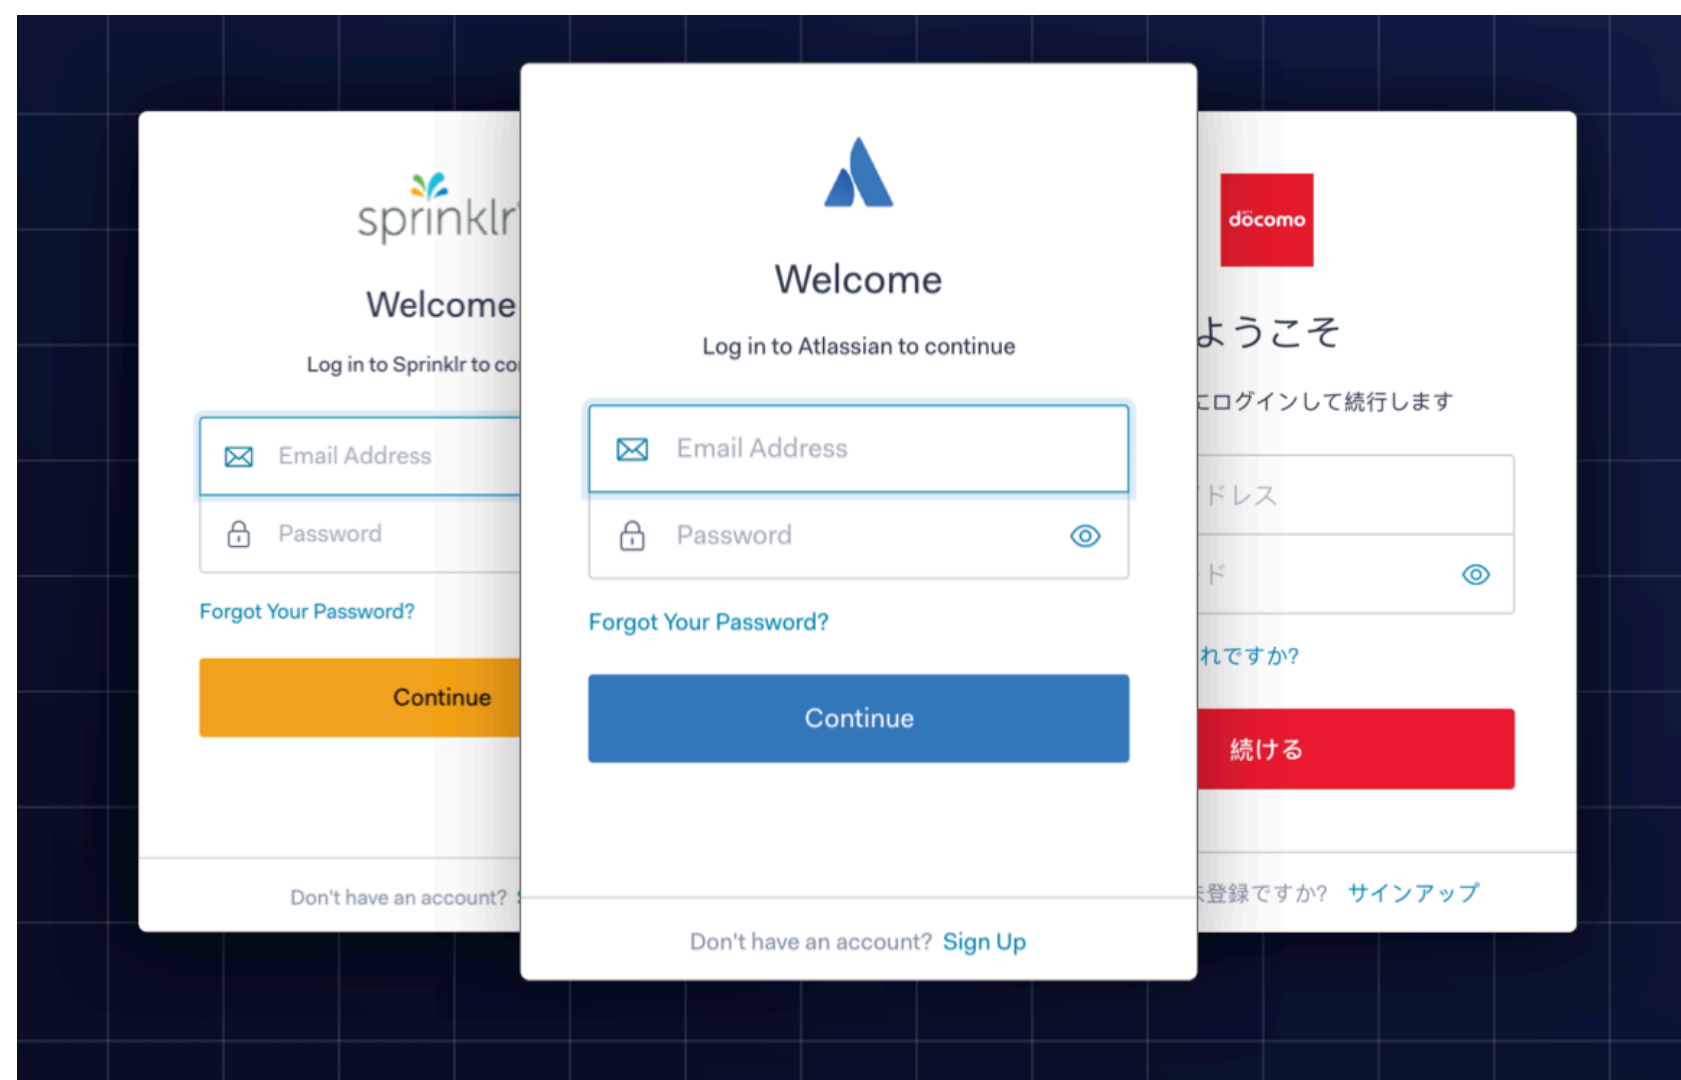 sprinklr
Welcome
Log in to Sprinklr to
Email Address
Password
Forgot Your Password?
Continue
Don't have an account?
Welcome
Log in to Atlassian to continue
Email Address
Password
Forgot Your Password?
Continue
Don't have an account? Sign Up
döcomo
ようこそ
にログインして続行します
ドレス
ド
れですか?
続ける
登録ですか? サインアップ